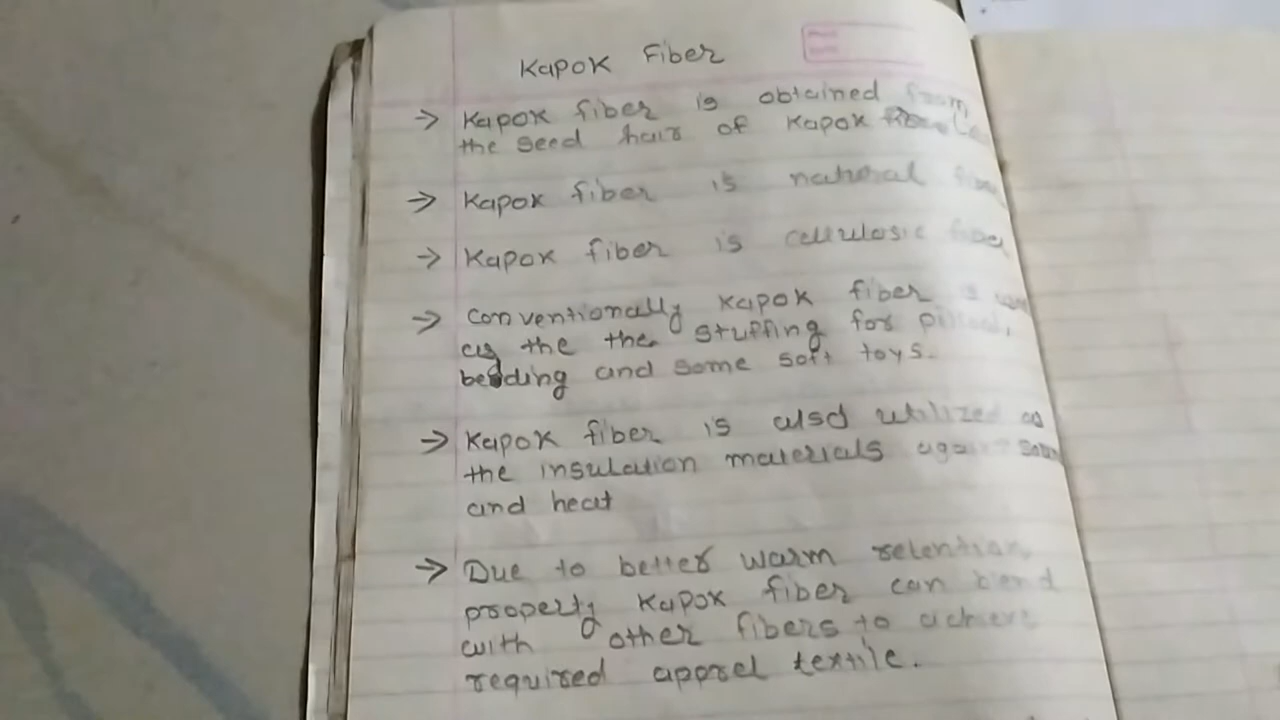 Kapok Fiber
→ Kapok fiber is obtained from
the seed hair of Kapok
→ Kapok fiber is natural
→ Kapok fiber is cellulosic
→ Conventionally Kapok fiber
as the the stuffing for
bedding and some soft toys.
→ Kapok fiber is also utilized as
the insulation materials against
and heat
→ Due to better warm retention
property Kapok fiber can blend
with other fibers to achieve
required apprel textile.